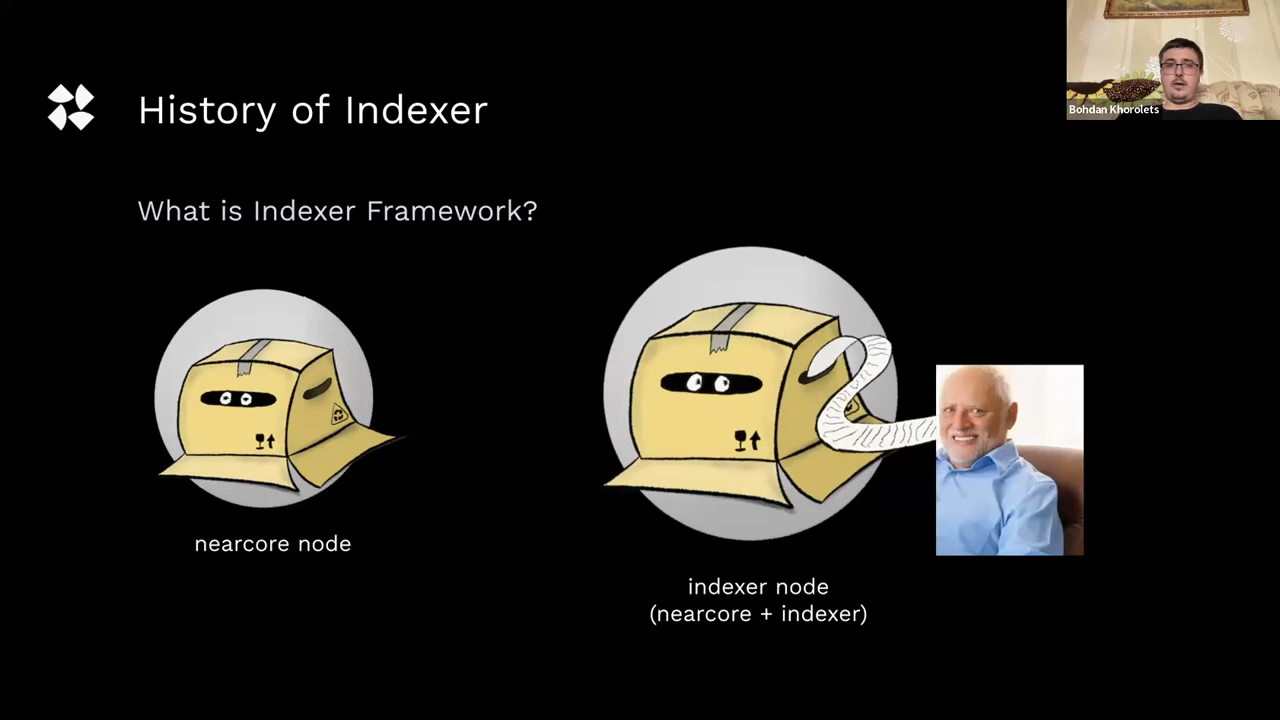 History of Indexer
Bohdan Khorolets
What is Indexer Framework?
nearcore node
indexer node
(nearcore + indexer)